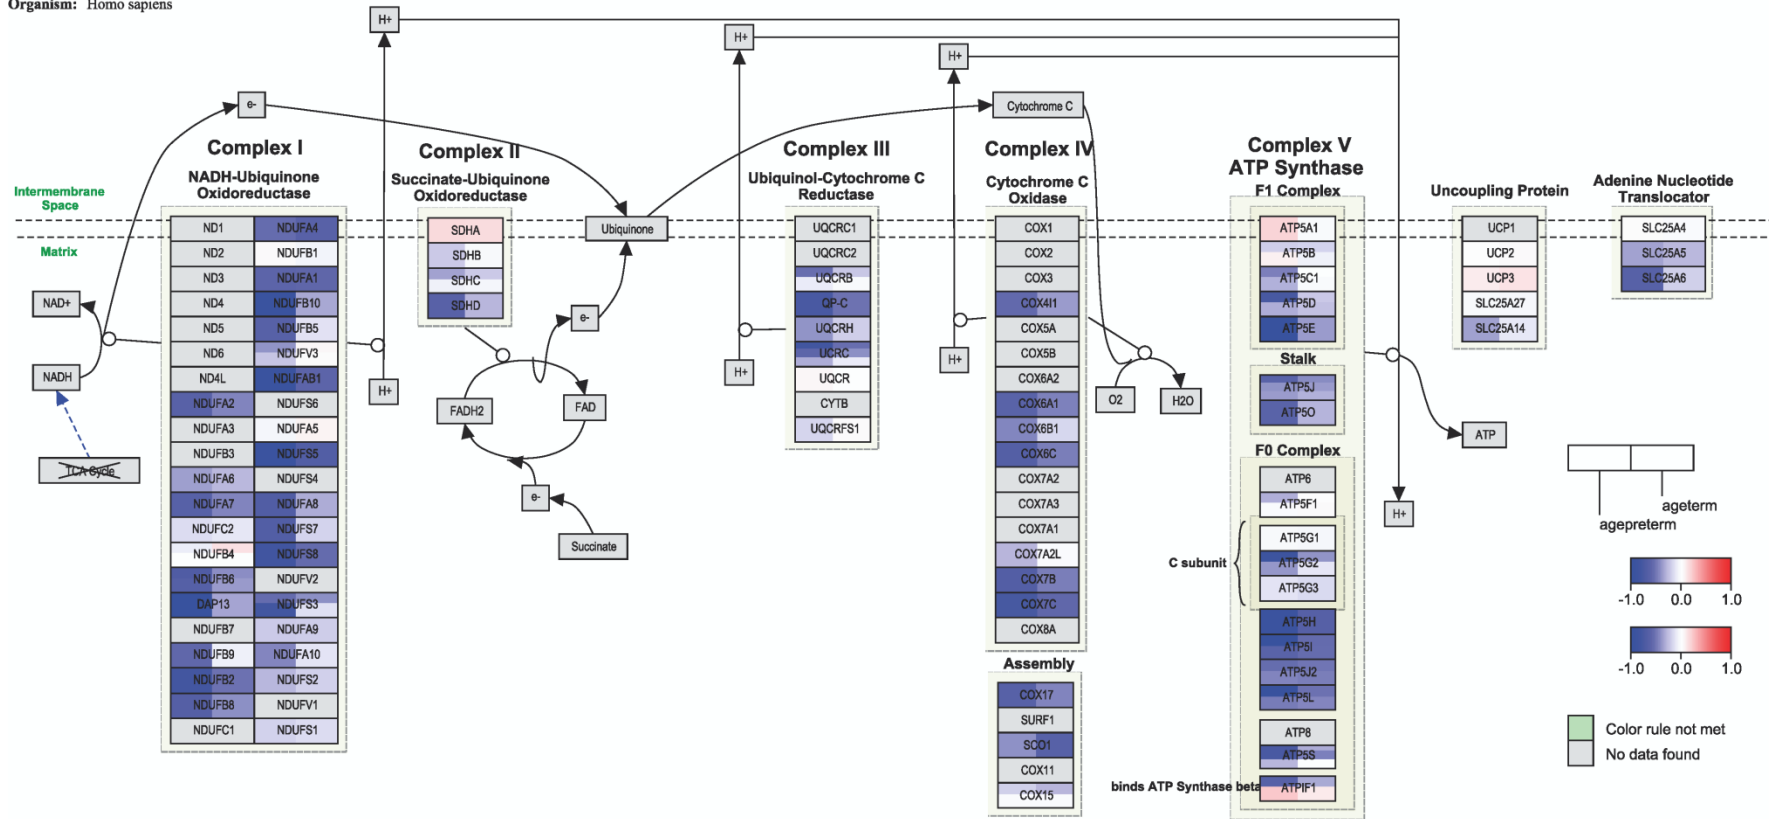 Organism: Homo sapiens
H+
H+
H+
e-
Cytochrome C
Complex I
NADH-Ubiquinone
Oxidoreductase
Complex II
Succinate-Ubiquinone
Oxidoreductase
Complex III
Ubiquinol-Cytochrome C
Reductase
Complex IV
Cytochrome C
Oxidase
Complex V
ATP Synthase
F1 Complex
Uncoupling Protein
Adenine Nucleotide
Translocator
Intermembrane
Space
Matrix
ND1
ND2
ND3
ND4
ND5
ND6
ND4L
NDUFA2
NDUFA3
NDUFB3
NDUFA6
NDUFA7
NDUFC2
NDUFB4
NDUFB6
DAP13
NDUFB7
NDUFB9
NDUFB2
NDUFB8
NDUFC1
NDUFA4
NDUFB1
NDUFA1
NDUFB10
NDUFB5
NDUFV3
NDUFAB1
NDUFS6
NDUFA5
NDUFS5
NDUFS4
NDUFA8
NDUFS7
NDUFS8
NDUFV2
NDUFS3
NDUFA9
NDUFA10
NDUFS2
NDUFV1
NDUFS1
SDHA
SDHB
SDHC
SDHD
Ubiquinone
UQCRC1
UQCRC2
UQCRB
QP-C
UQCRH
UCRC
UQCR
CYTB
UQCRFS1
COX1
COX2
COX3
COX4I1
COX5A
COX5B
COX6A2
COX6A1
COX6B1
COX6C
COX7A2
COX7A3
COX7A1
COX7A2L
COX7B
COX7C
COX8A
Assembly
COX17
SURF1
SCO1
COX11
COX15
ATP5A1
ATP5B
ATP5C1
ATP5D
ATP5E
Stalk
ATP5J
ATP5O
F0 Complex
ATP6
ATP5F1
C subunit
ATP5G1
ATP5G2
ATP5G3
ATP5H
ATP5I
ATP5J2
ATP5L
ATP8
ATP5S
binds ATP Synthase beta
ATPIF1
UCP1
UCP2
UCP3
SLC25A27
SLC25A14
SLC25A4
SLC25A5
SLC25A6
NAD+
NADH
TCA Cycle
H+
e-
FADH2
FAD
e-
Succinate
H+
H+
O2
H2O
ATP
H+
ageterm
agepreterm
-1.0 0.0 1.0
-1.0 0.0 1.0
Color rule not met
No data found